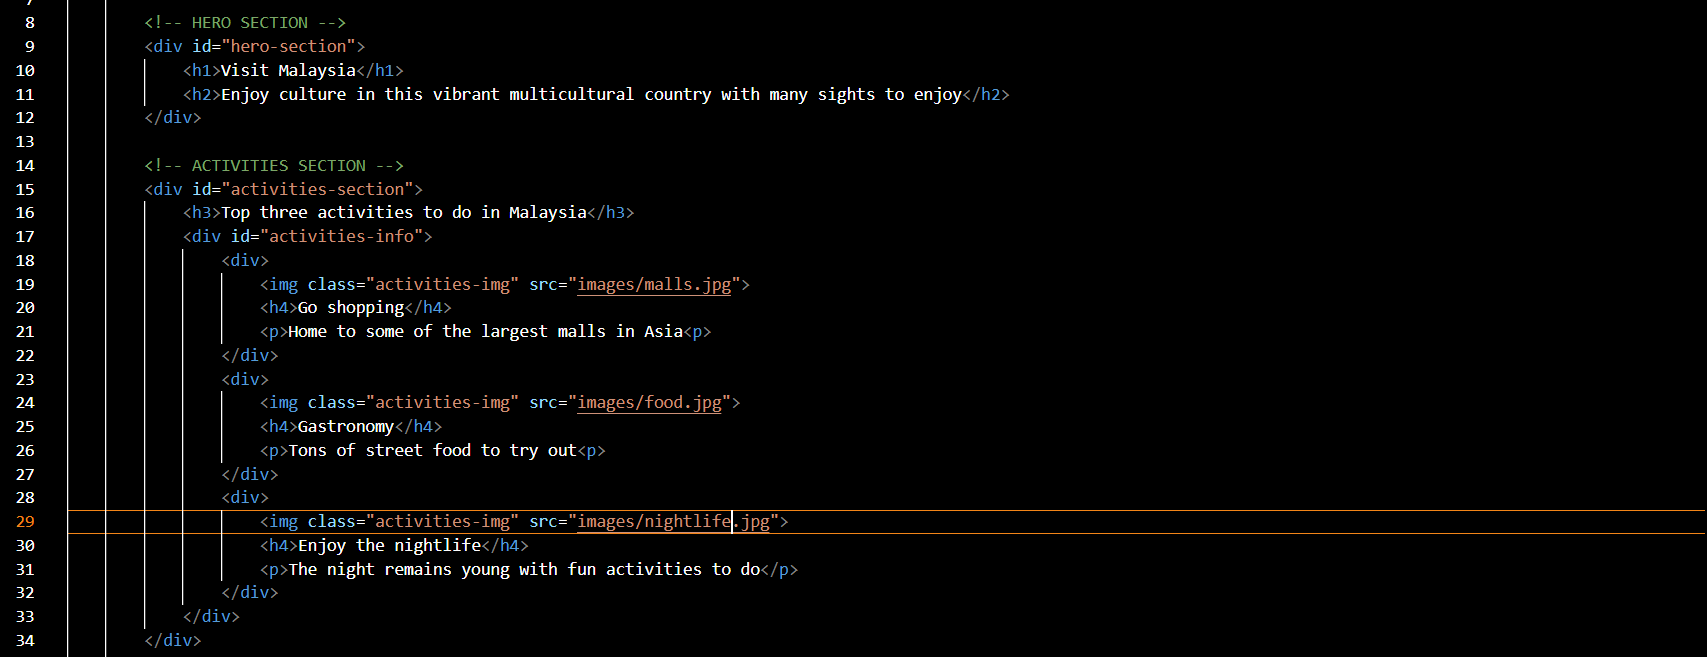 8 <!-- HERO SECTION -->
9 <div id="hero-section">
10 <h1>Visit Malaysia</h1>
11 <h2>Enjoy culture in this vibrant multicultural country with many sights to enjoy</h2>
12 </div>
13
14 <!-- ACTIVITIES SECTION -->
15 <div id="activities-section">
16 <h3>Top three activities to do in Malaysia</h3>
17 <div id="activities-info">
18 <div>
19 <img class="activities-img" src="images/malls.jpg">
20 <h4>Go shopping</h4>
21 <p>Home to some of the largest malls in Asia<p>
22 </div>
23 <div>
24 <img class="activities-img" src="images/food.jpg">
25 <h4>Gastronomy</h4>
26 <p>Tons of street food to try out<p>
27 </div>
28 <div>
29 <img class="activities-img" src="images/nightlife.jpg">
30 <h4>Enjoy the nightlife</h4>
31 <p>The night remains young with fun activities to do</p>
32 </div>
33 </div>
34 </div>